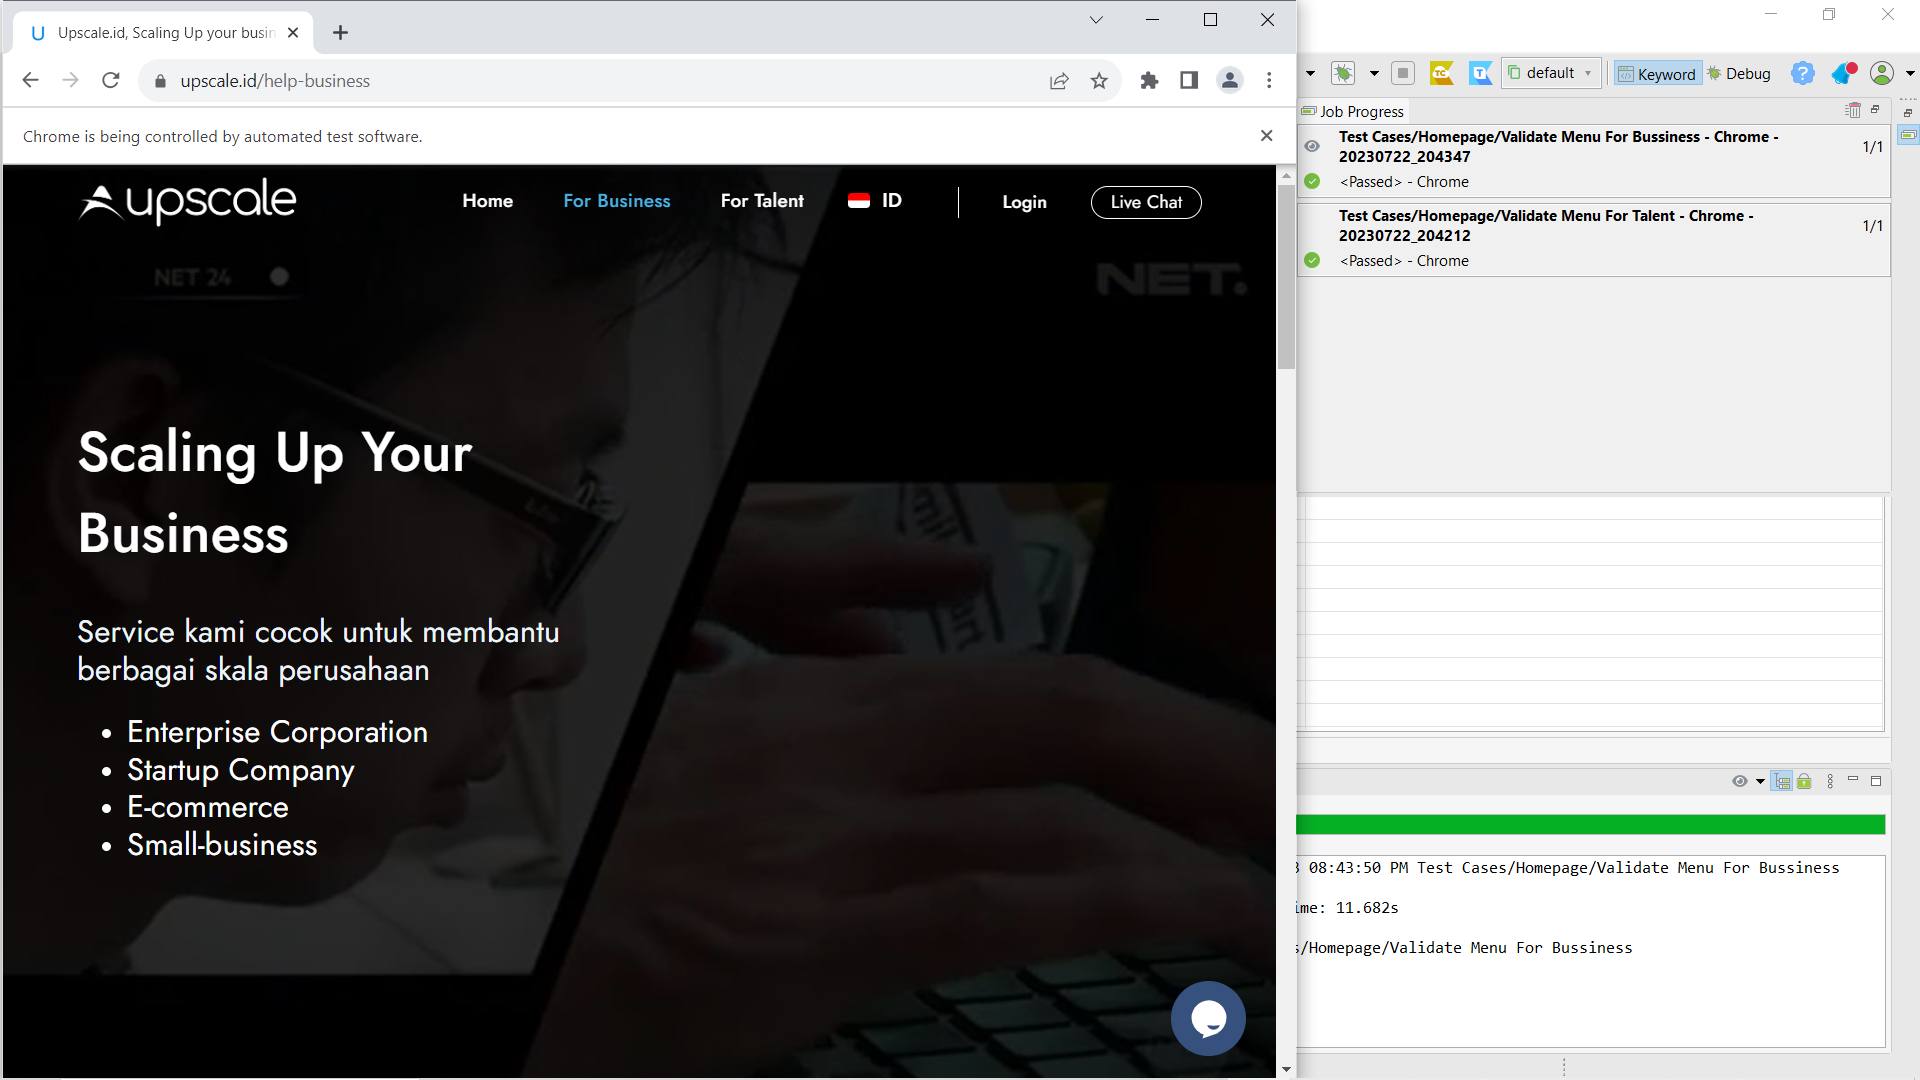 Upscale.id, Scaling Up your busin
upscale.id/help-business
Chrome is being controlled by automated test software.
upscale
Home
For Business
For Talent
ID
Login
Live Chat
NET 24
NET.
Scaling Up Your
Business
Service kami cocok untuk membantu
berbagai skala perusahaan
• Enterprise Corporation
• Startup Company
• E-commerce
• Small-business
default
Keyword
Debug
Job Progress
Test Cases/Homepage/Validate Menu For Bussiness - Chrome -
20230722_204347
1/1
<Passed> - Chrome
Test Cases/Homepage/Validate Menu For Talent - Chrome -
20230722_204212
1/1
<Passed> - Chrome
08:43:50 PM Test Cases/Homepage/Validate Menu For Bussiness
ime: 11.682s
s/Homepage/Validate Menu For Bussiness